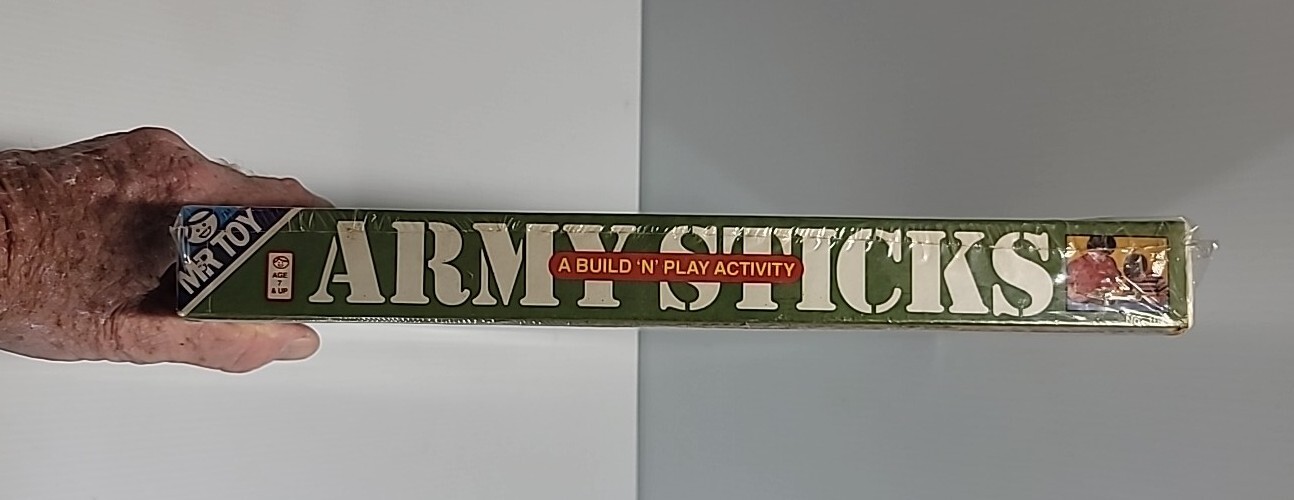 MR TOY
AGE
7
& UP
ARMY STICKS
A BUILD 'N' PLAY ACTIVITY